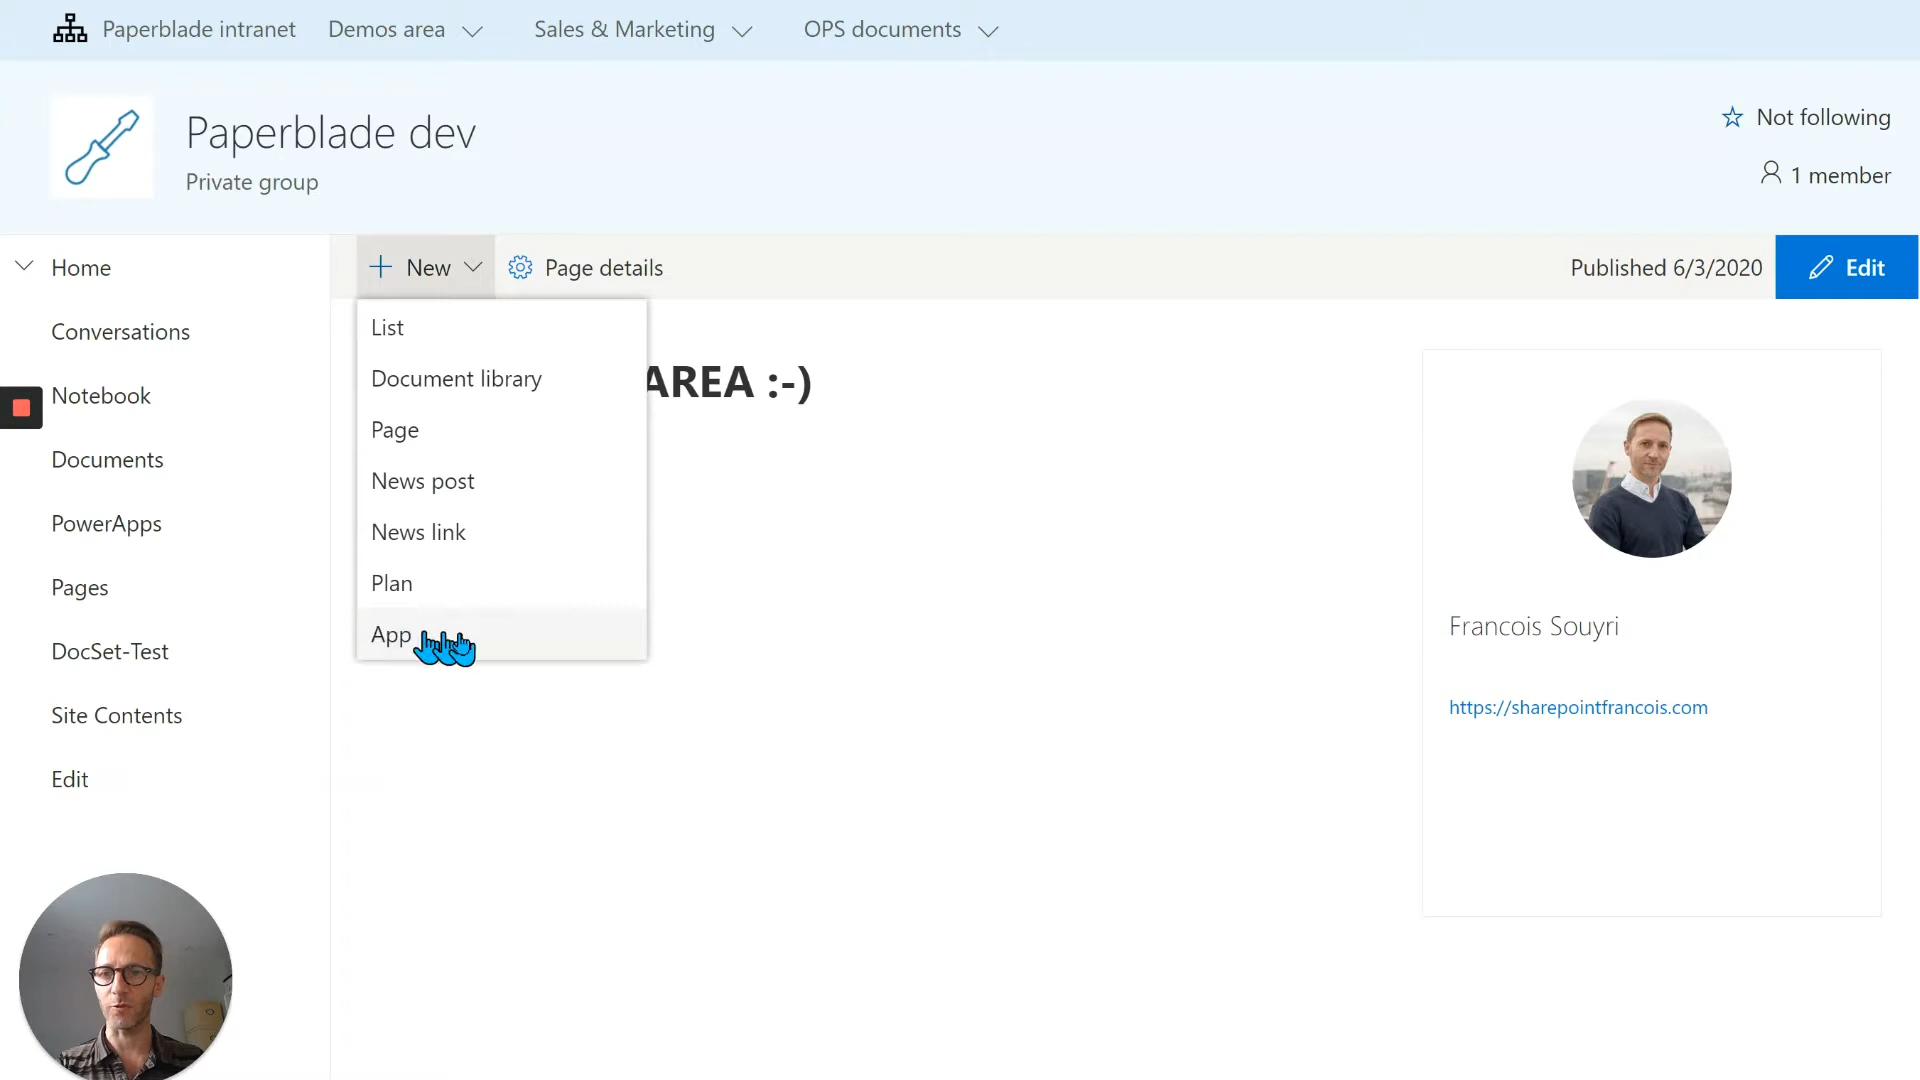 Paperblade intranet
Demos area
Sales & Marketing
OPS documents
Paperblade dev
Private group
Not following
1 member
Home
Conversations
Notebook
Documents
PowerApps
Pages
DocSet-Test
Site Contents
Edit
New
Page details
Published 6/3/2020
Edit
List
Document library
Page
News post
News link
Plan
App
AREA :-)
Francois Souyri
https://sharepointfrancois.com